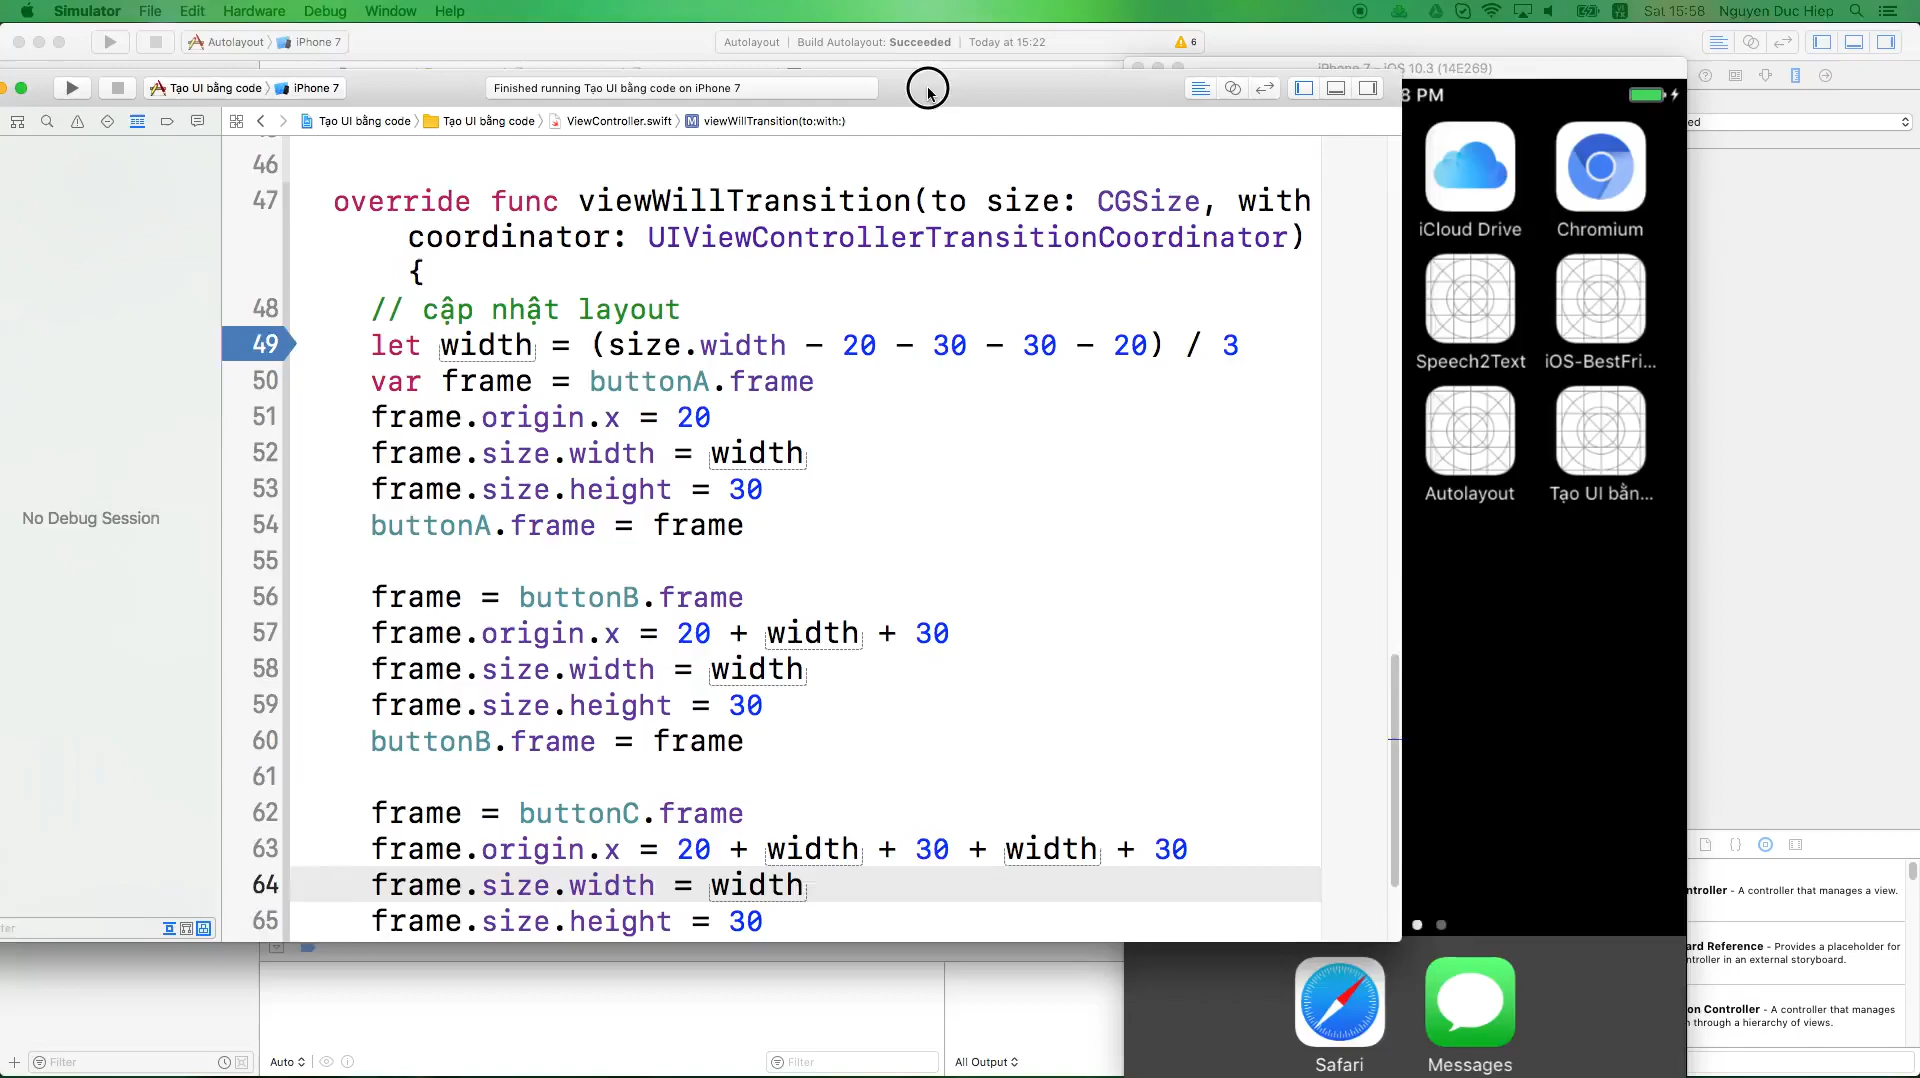 Simulator File Edit Hardware Debug Window Help Sat 15:58 Nguyen Duc Hiep
Autolayout iPhone 7 Autolayout Build Autolayout: Succeeded Today at 15:22 6
iPhone 7 – iOS 10.3 (14E269)
Tạo UI bằng code iPhone 7 Finished running Tạo UI bằng code on iPhone 7
8 PM
Tạo UI bằng code Tạo UI bằng code ViewController.swift M viewWillTransition(to:with:)
ed
46
47 override func viewWillTransition(to size: CGSize, with
coordinator: UIViewControllerTransitionCoordinator)
{
48 // cập nhật layout
49 let width = (size.width - 20 - 30 - 30 - 20) / 3
50 var frame = buttonA.frame
51 frame.origin.x = 20
52 frame.size.width = width
53 frame.size.height = 30
54 buttonA.frame = frame
55
56 frame = buttonB.frame
57 frame.origin.x = 20 + width + 30
58 frame.size.width = width
59 frame.size.height = 30
60 buttonB.frame = frame
61
62 frame = buttonC.frame
63 frame.origin.x = 20 + width + 30 + width + 30
64 frame.size.width = width
65 frame.size.height = 30
No Debug Session
iCloud Drive Chromium
Speech2Text iOS-BestFri...
Autolayout Tạo UI bằn...
Safari Messages
ntroller - A controller that manages a view.
ard Reference - Provides a placeholder for
ntroller in an external storyboard.
on Controller - A controller that manages
n through a hierarchy of views.
ter
Filter Auto Filter All Output